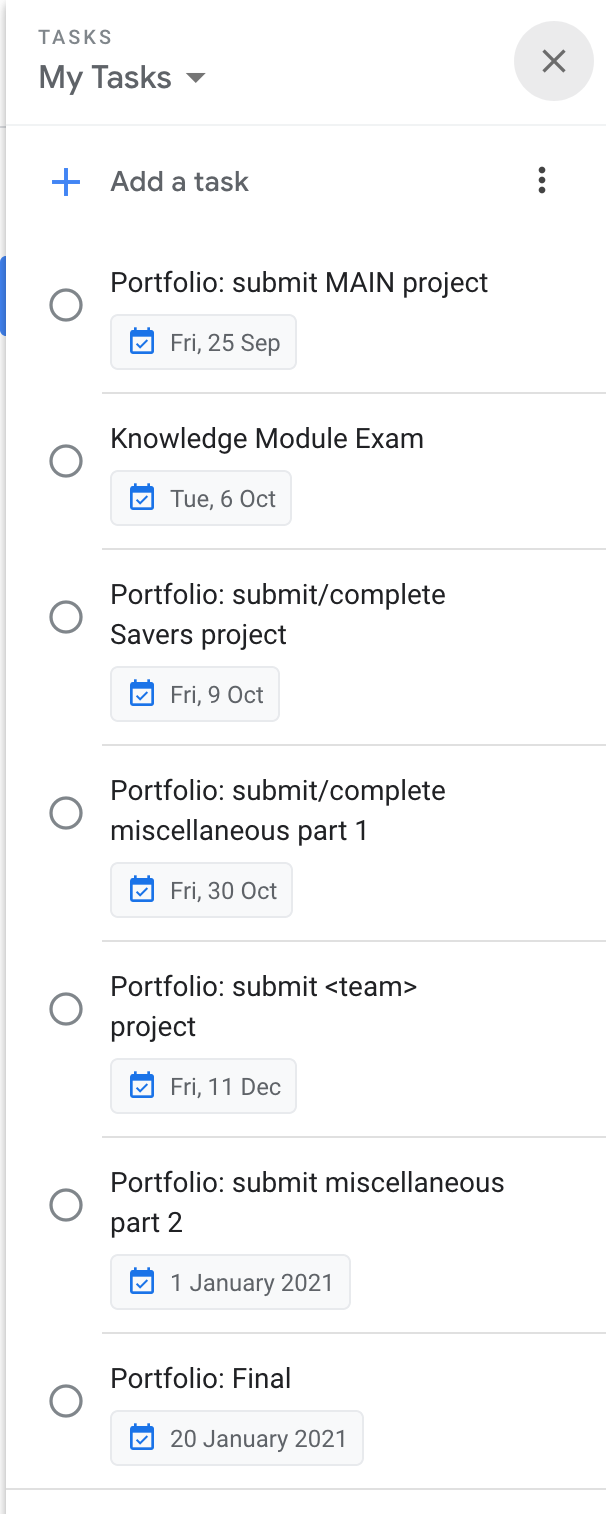 TASKS
My Tasks
Add a task
Portfolio: submit MAIN project
Fri, 25 Sep
Knowledge Module Exam
Tue, 6 Oct
Portfolio: submit/complete
Savers project
Fri, 9 Oct
Portfolio: submit/complete
miscellaneous part 1
Fri, 30 Oct
Portfolio: submit <team>
project
Fri, 11 Dec
Portfolio: submit miscellaneous
part 2
1 January 2021
Portfolio: Final
20 January 2021